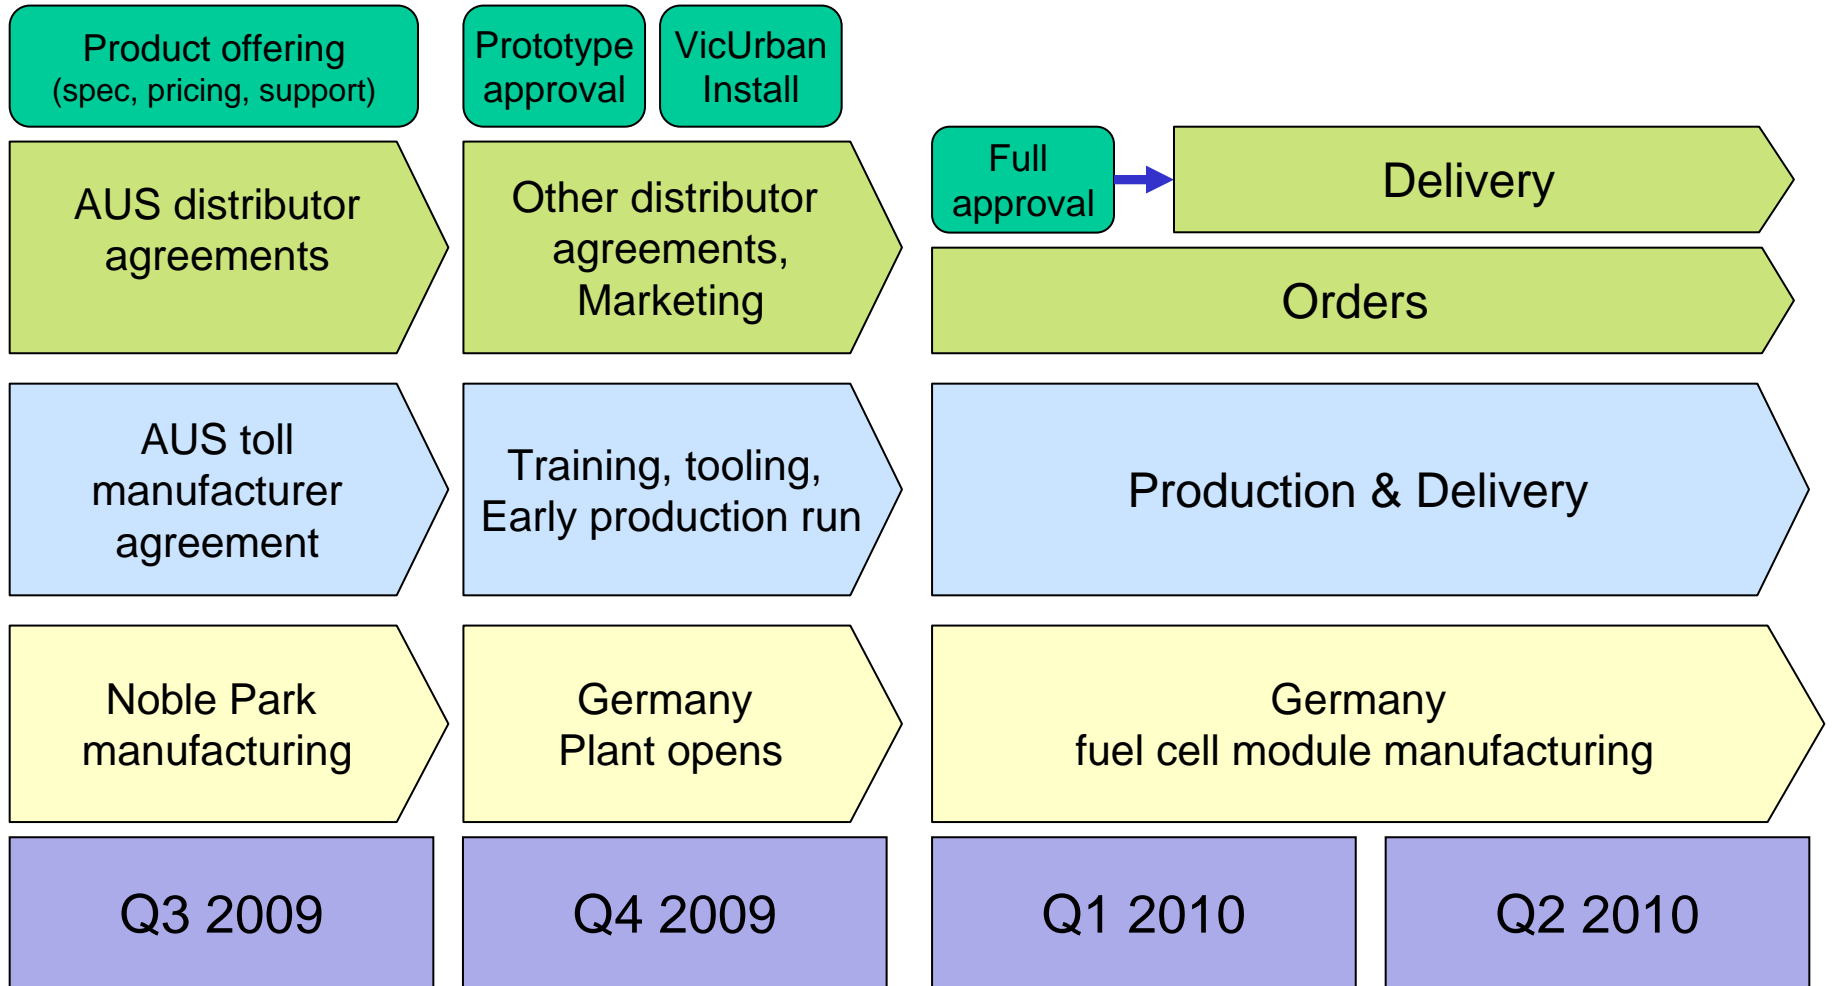 Product offering
(spec, pricing, support)
Prototype
approval
VicUrban
Install
AUS distributor
agreements
Other distributor
agreements,
Marketing
Full
approval
Delivery
Orders
AUS toll
manufacturer
agreement
Training, tooling,
Early production run
Production & Delivery
Noble Park
manufacturing
Germany
Plant opens
Germany
fuel cell module manufacturing
Q3 2009
Q4 2009
Q1 2010
Q2 2010